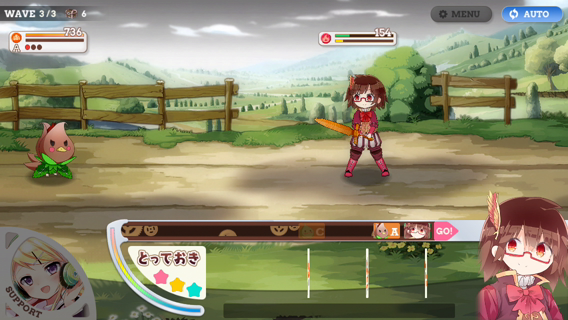 WAVE 3/3 6
MENU
AUTO
736
154
A
C
A
GO!
とっておき
SUPPORT